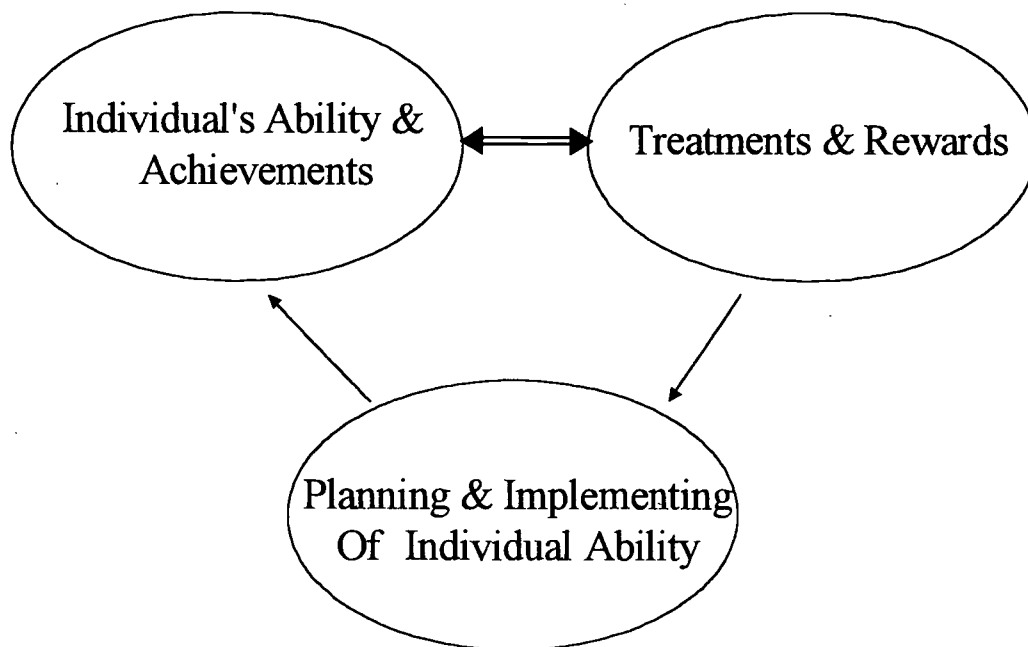 Individual's Ability &
Achievements
Treatments & Rewards
Planning & Implementing
Of Individual Ability